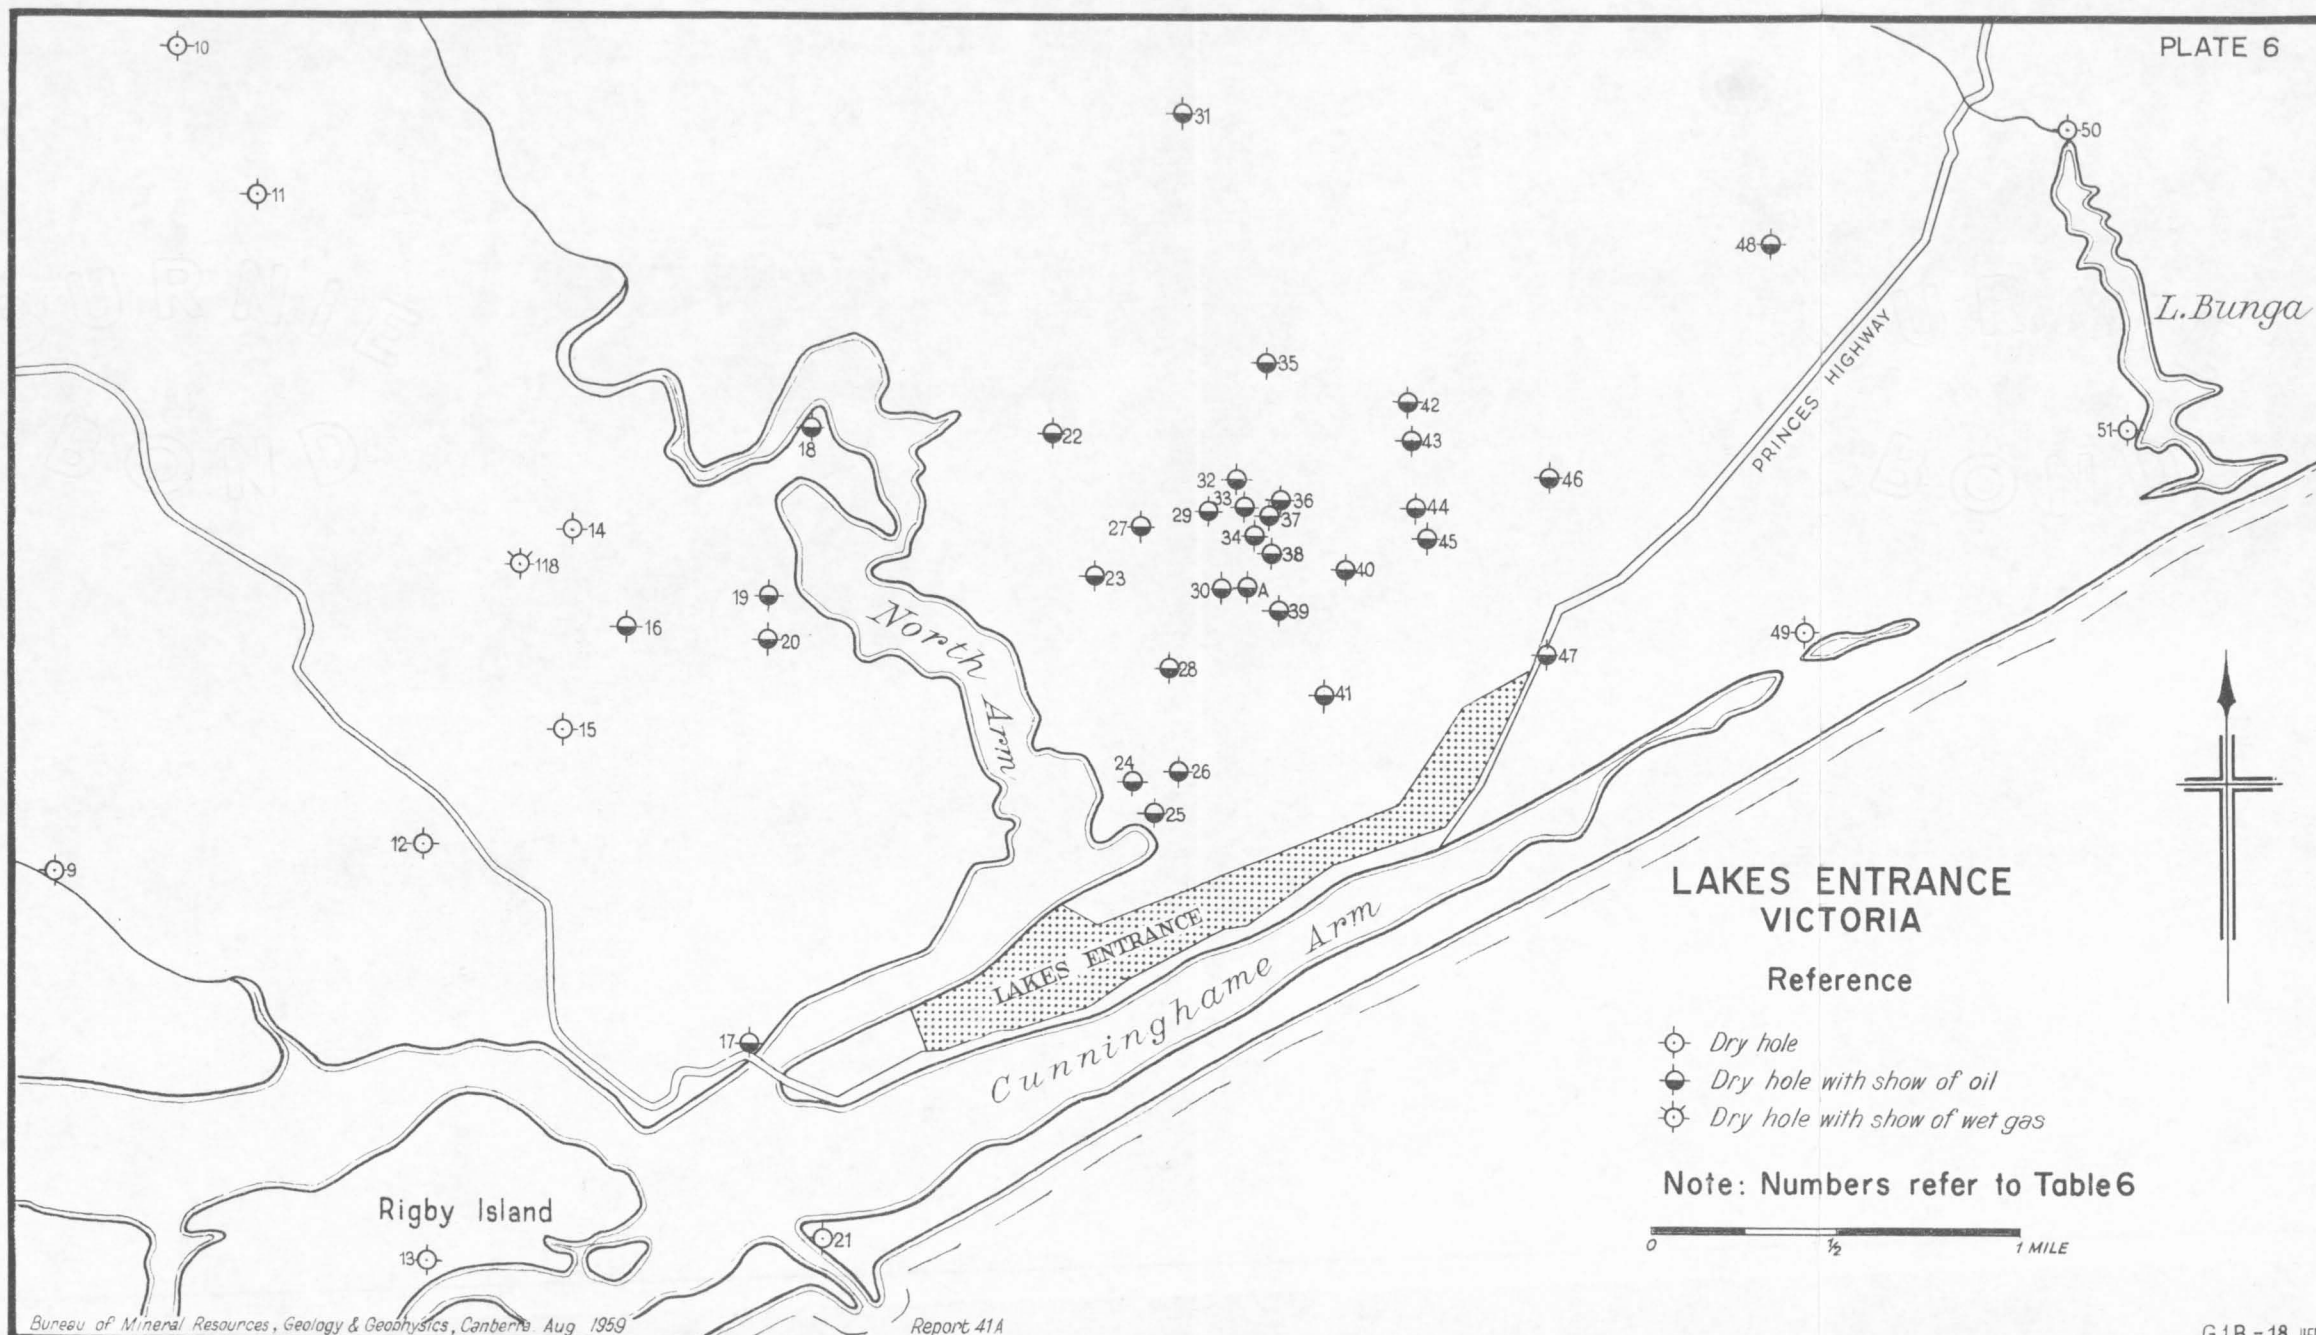 PLATE 6
10
31
50
11
48
L. Bunga
35
PRINCES HIGHWAY
42
18
22
43
51
32
46
36
33
29
44
37
14
27
34
45
118
38
23
40
30
A
19
39
16
49
20
North Arm
47
28
41
15
24
26
25
12
9
LAKES ENTRANCE
VICTORIA
LAKES ENTRANCE
Cunninghame Arm
Reference
17
Dry hole
Dry hole with show of oil
Dry hole with show of wet gas
Note: Numbers refer to Table 6
Rigby Island
21
13
0 ½ 1 MILE
Bureau of Mineral Resources, Geology & Geophysics, Canberra. Aug 1959
Report 41A
G 1 B - 18